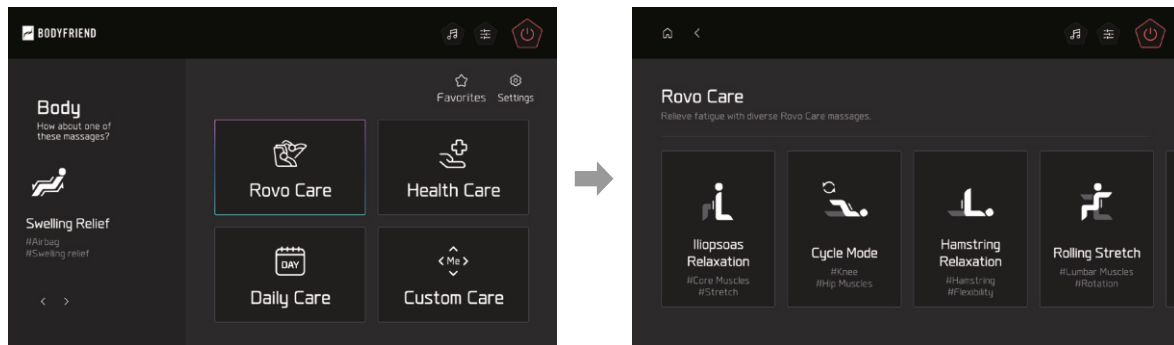 BODYFRIEND
Favorites Settings
Body
How about one of
these massages?
Swelling Relief
#Airbag
#Swelling relief
Rovo Care
Health Care
DAY
Daily Care
Me
Custom Care
Rovo Care
Relieve fatigue with diverse Rovo Care massages.
Iliopsoas
Relaxation
#Core Muscles
#Stretch
Cycle Mode
#Knee
#Hip Muscles
Hamstring
Relaxation
#Hamstring
#Flexibility
Rolling Stretch
#Lumbar Muscles
#Rotation